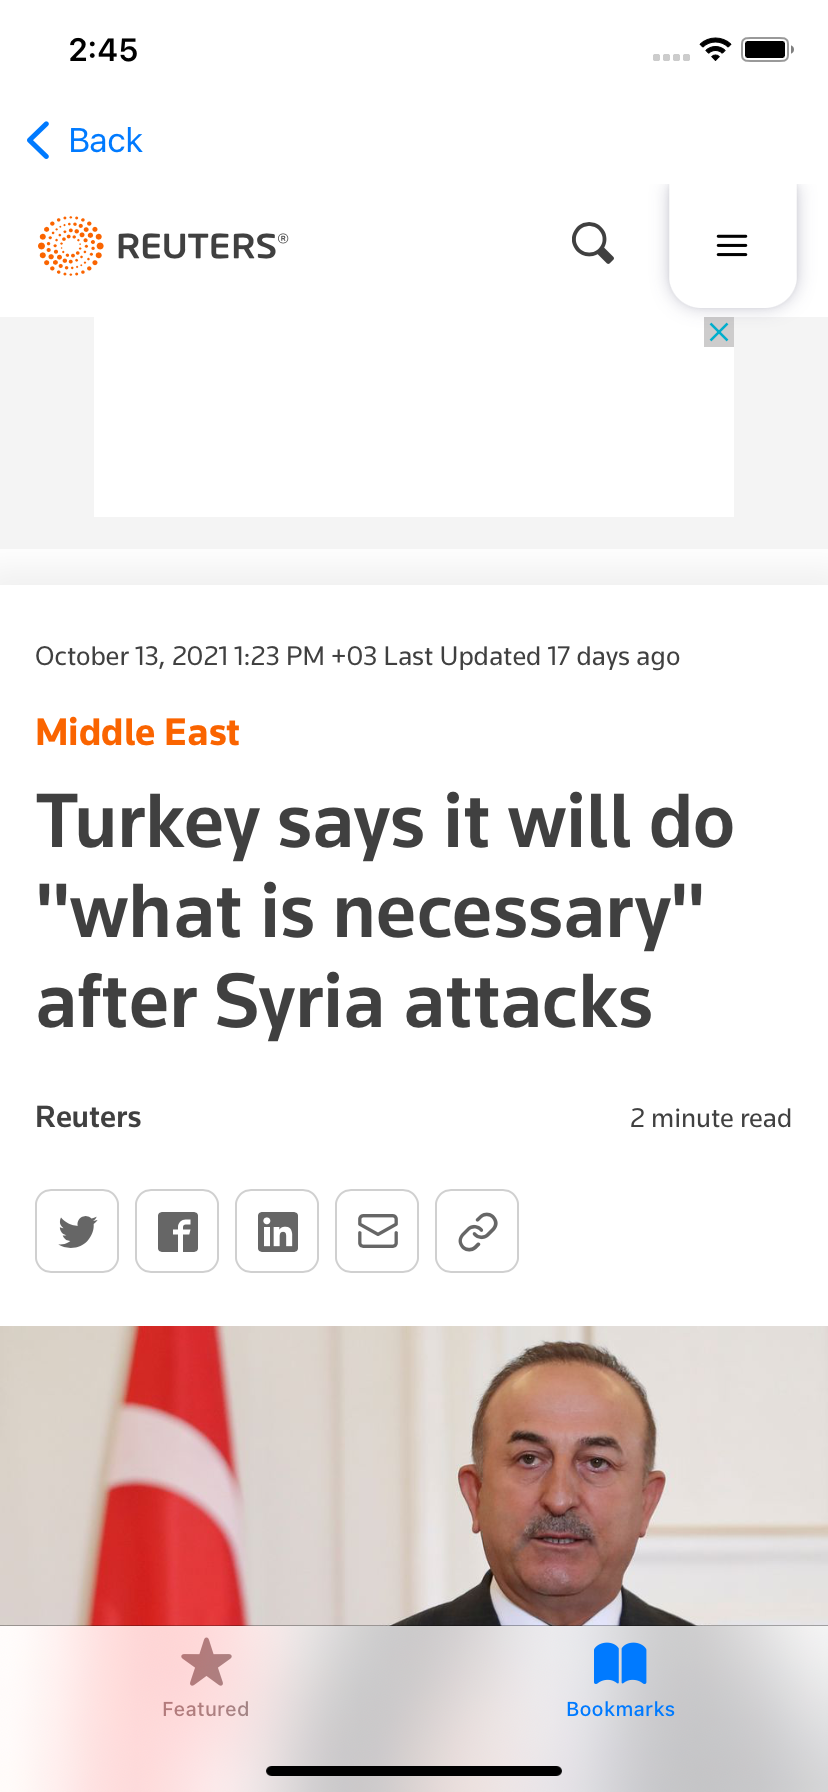 2:45
Back
REUTERS®
October 13, 2021 1:23 PM +03 Last Updated 17 days ago
Middle East
Turkey says it will do
"what is necessary"
after Syria attacks
Reuters
2 minute read
Featured
Bookmarks